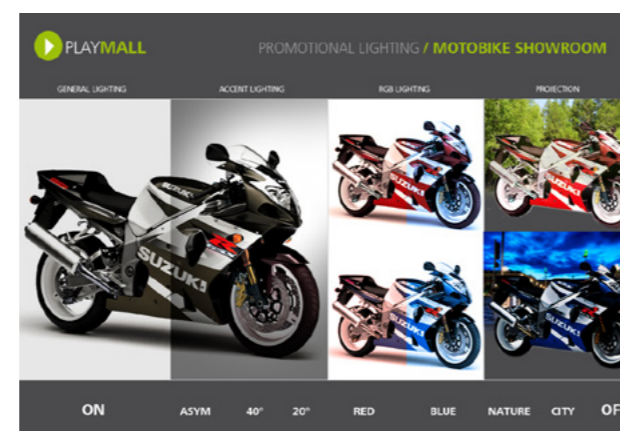 PLAYMALL
PROMOTIONAL LIGHTING / MOTOBIKE SHOWROOM
GENERAL LIGHTING ACCENT LIGHTING RGB LIGHTING PROJECTION
SUZUKI
SUZUKI
SUZUKI
SUZUKI
SUZUKI
ON ASYM 40° 20° RED BLUE NATURE CITY OF